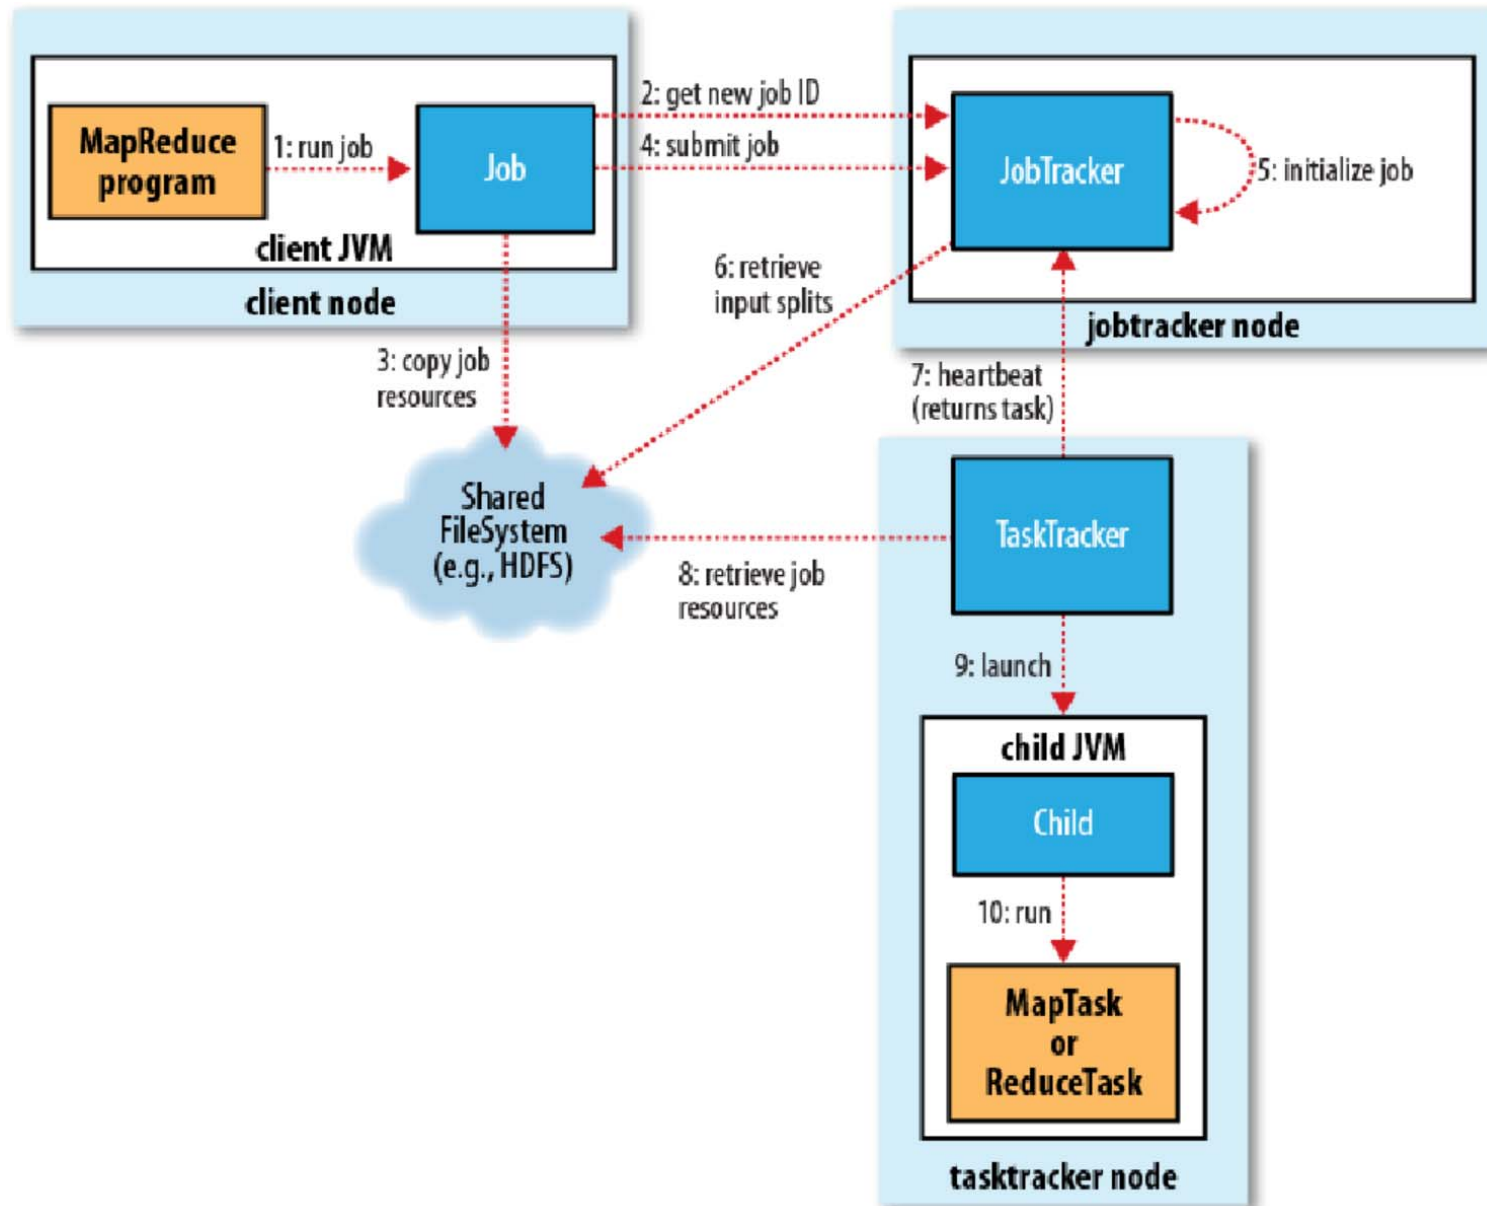 MapReduce
program
1: run job
Job
client JVM
client node
2: get new job ID
4: submit job
JobTracker
5: initialize job
jobtracker node
6: retrieve
input splits
3: copy job
resources
7: heartbeat
(returns task)
Shared
FileSystem
(e.g., HDFS)
TaskTracker
8: retrieve job
resources
9: launch
child JVM
Child
10: run
MapTask
or
ReduceTask
tasktracker node